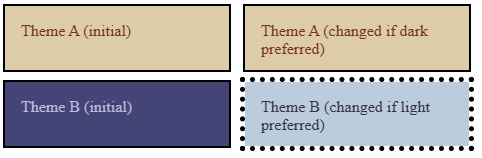 Theme A (initial)
Theme A (changed if dark
preferred)
Theme B (initial)
Theme B (changed if light
preferred)